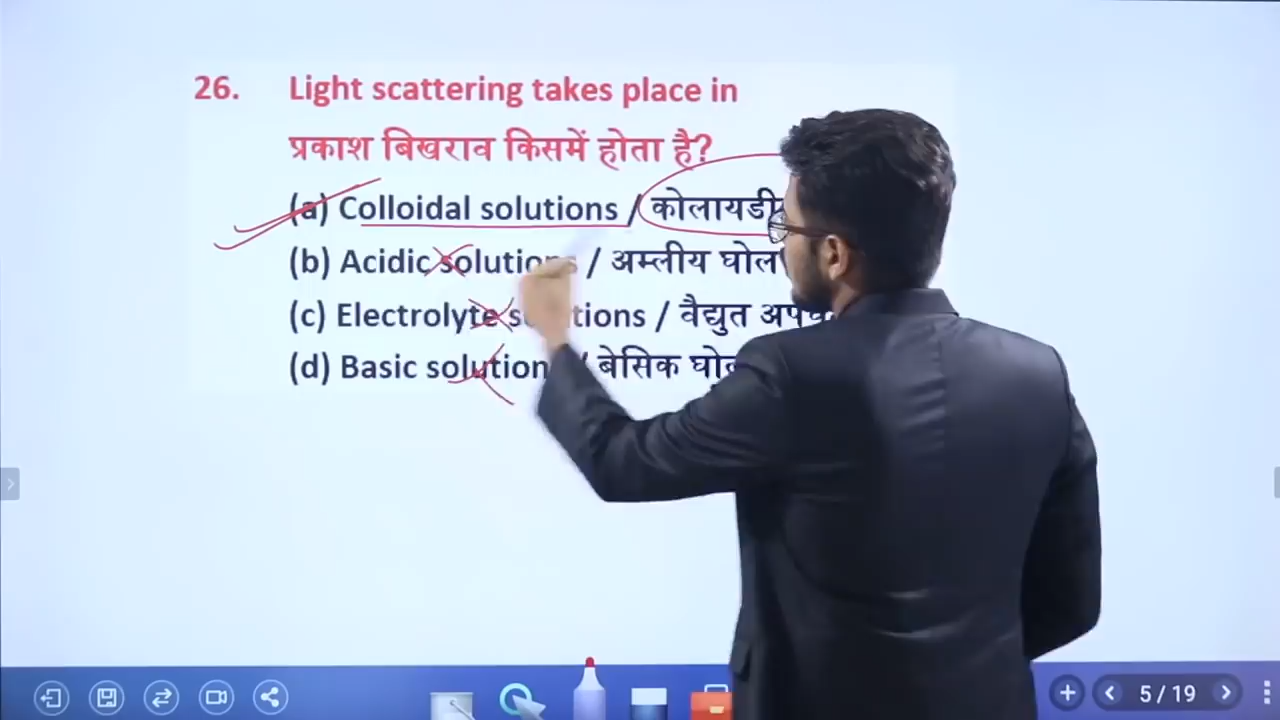 26. Light scattering takes place in
प्रकाश बिखराव किसमें होता है?
(a) Colloidal solutions / 
(b) Acidic solutions / अम्लीय घोल
(c) Electrolyte solutions / वैद्युत
(d) Basic solution / बेसिक
5/19